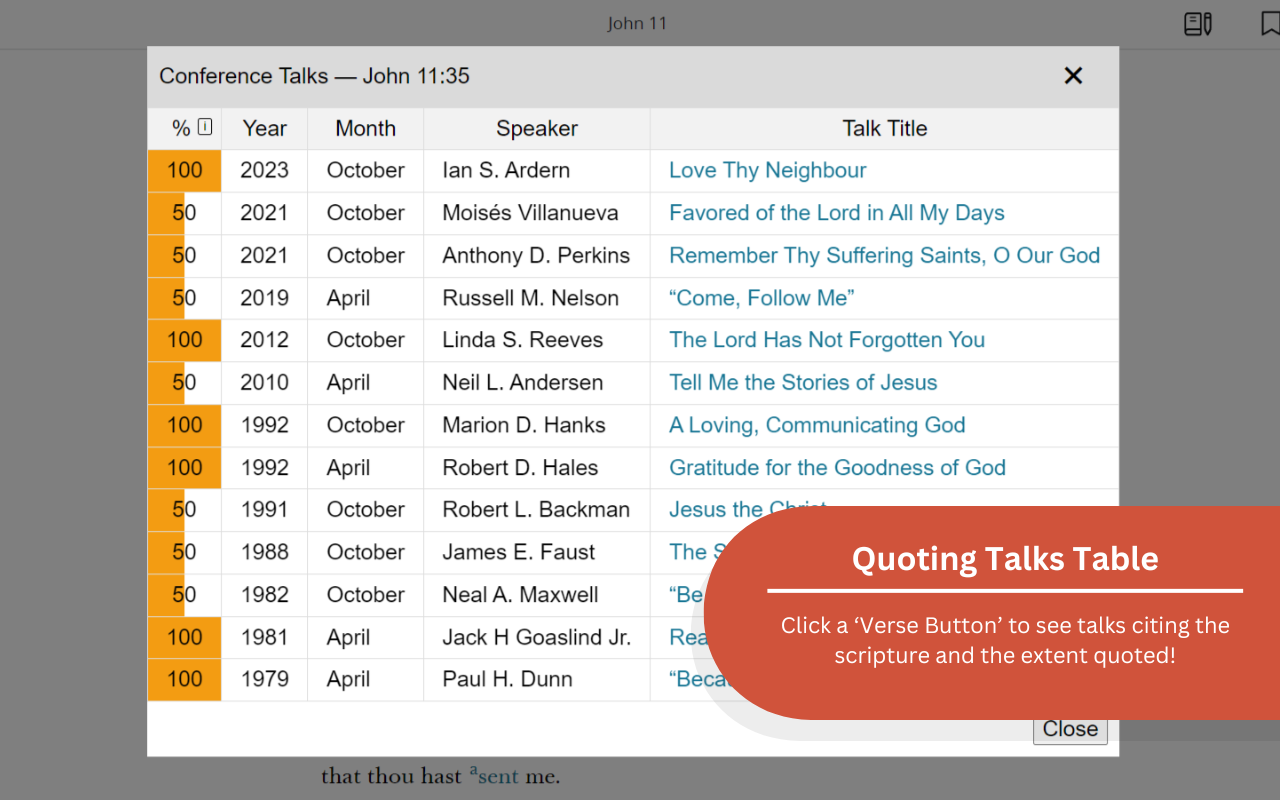 John 11
Conference Talks — John 11:35
% Year Month Speaker Talk Title
100 2023 October Ian S. Ardern Love Thy Neighbour
50 2021 October Moisés Villanueva Favored of the Lord in All My Days
50 2021 October Anthony D. Perkins Remember Thy Suffering Saints, O Our God
50 2019 April Russell M. Nelson “Come, Follow Me”
100 2012 October Linda S. Reeves The Lord Has Not Forgotten You
50 2010 April Neil L. Andersen Tell Me the Stories of Jesus
100 1992 October Marion D. Hanks A Loving, Communicating God
100 1992 April Robert D. Hales Gratitude for the Goodness of God
50 1991 October Robert L. Backman Jesus the Christ
50 1988 October James E. Faust The
50 1982 October Neal A. Maxwell
100 1981 April Jack H Goaslind Jr.
100 1979 April Paul H. Dunn
Quoting Talks Table
Click a ‘Verse Button’ to see talks citing the
scripture and the extent quoted!
Close
that thou hast a sent me.